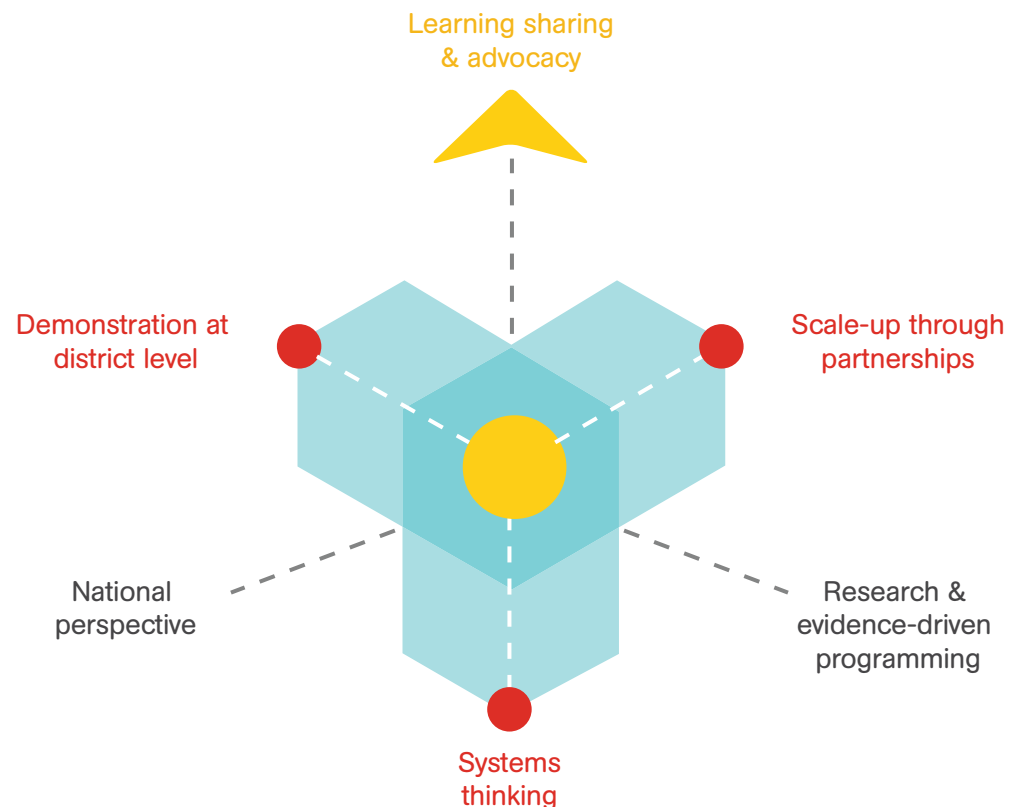 Learning sharing
& advocacy
Demonstration at
district level
Scale-up through
partnerships
National
perspective
Research &
evidence-driven
programming
Systems
thinking